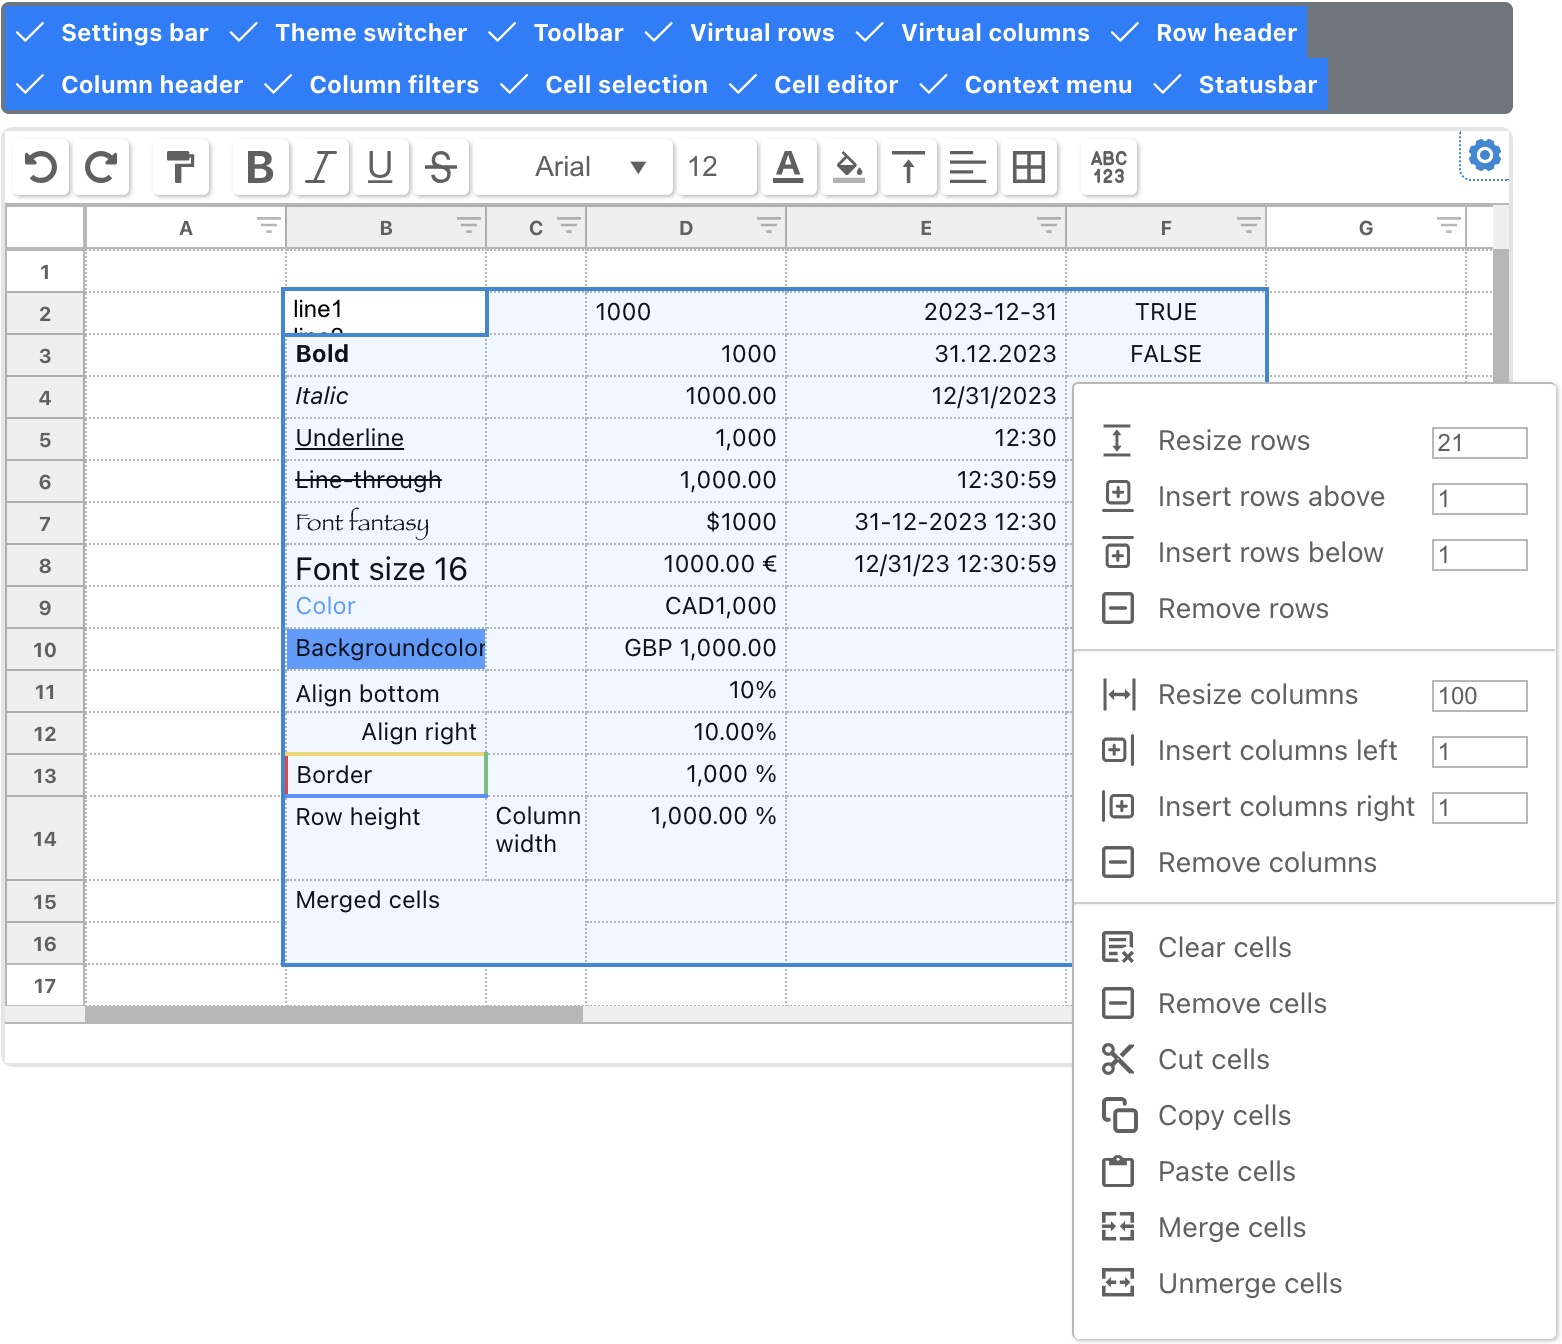 Settings bar Theme switcher Toolbar Virtual rows Virtual columns Row header
Column header Column filters Cell selection Cell editor Context menu Statusbar
B I U S Arial 12 A ABC
123
A B C D E F G
1
2 line1 1000 2023-12-31 TRUE
3 Bold 1000 31.12.2023 FALSE
4 Italic 1000.00 12/31/2023
5 Underline 1,000 12:30
6 Line-through 1,000.00 12:30:59
7 Font fantasy $1000 31-12-2023 12:30
8 Font size 16 1000.00 € 12/31/23 12:30:59
9 Color CAD1,000
10 Backgroundcolor GBP 1,000.00
11 Align bottom 10%
12 Align right 10.00%
13 Border 1,000 %
14 Row height Column 1,000.00 %
width
15 Merged cells
16
17
Resize rows 21
Insert rows above 1
Insert rows below 1
Remove rows
Resize columns 100
Insert columns left 1
Insert columns right 1
Remove columns
Clear cells
Remove cells
Cut cells
Copy cells
Paste cells
Merge cells
Unmerge cells